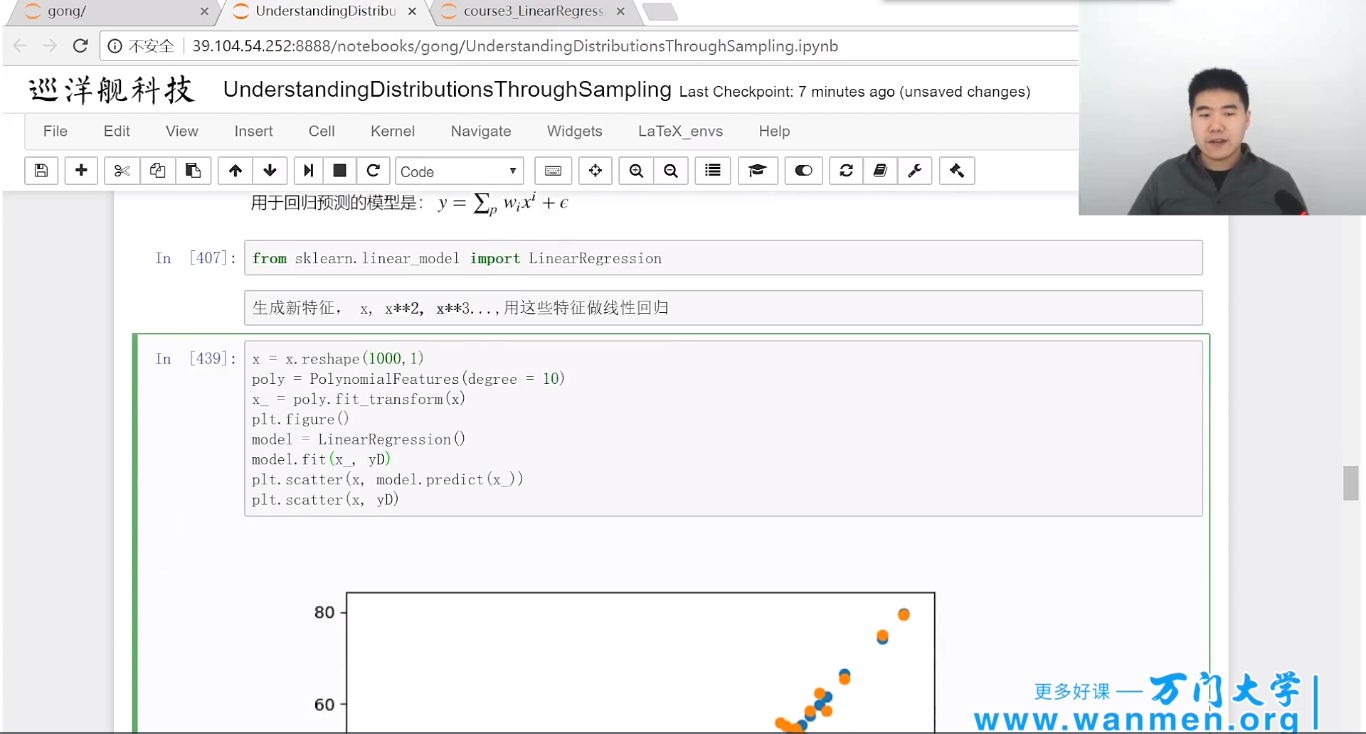 gong/
UnderstandingDistribu
course3_LinearRegress
不安全
39.104.54.252:8888/notebooks/gong/UnderstandingDistributionsThroughSampling.ipynb
巡洋舰科技
UnderstandingDistributionsThroughSampling Last Checkpoint: 7 minutes ago (unsaved changes)
File Edit View Insert Cell Kernel Navigate Widgets LaTeX_envs Help
Code
用于回归预测的模型是: y = ∑p wᵢxⁱ + ϵ
In [407]: from sklearn.linear_model import LinearRegression
生成新特征， x, x**2, x**3...,用这些特征做线性回归
In [439]: x = x.reshape(1000,1)
poly = PolynomialFeatures(degree = 10)
x_ = poly.fit_transform(x)
plt.figure()
model = LinearRegression()
model.fit(x_, yD)
plt.scatter(x, model.predict(x_))
plt.scatter(x, yD)
80
60
更多好课 — 万门大学
www.wanmen.org